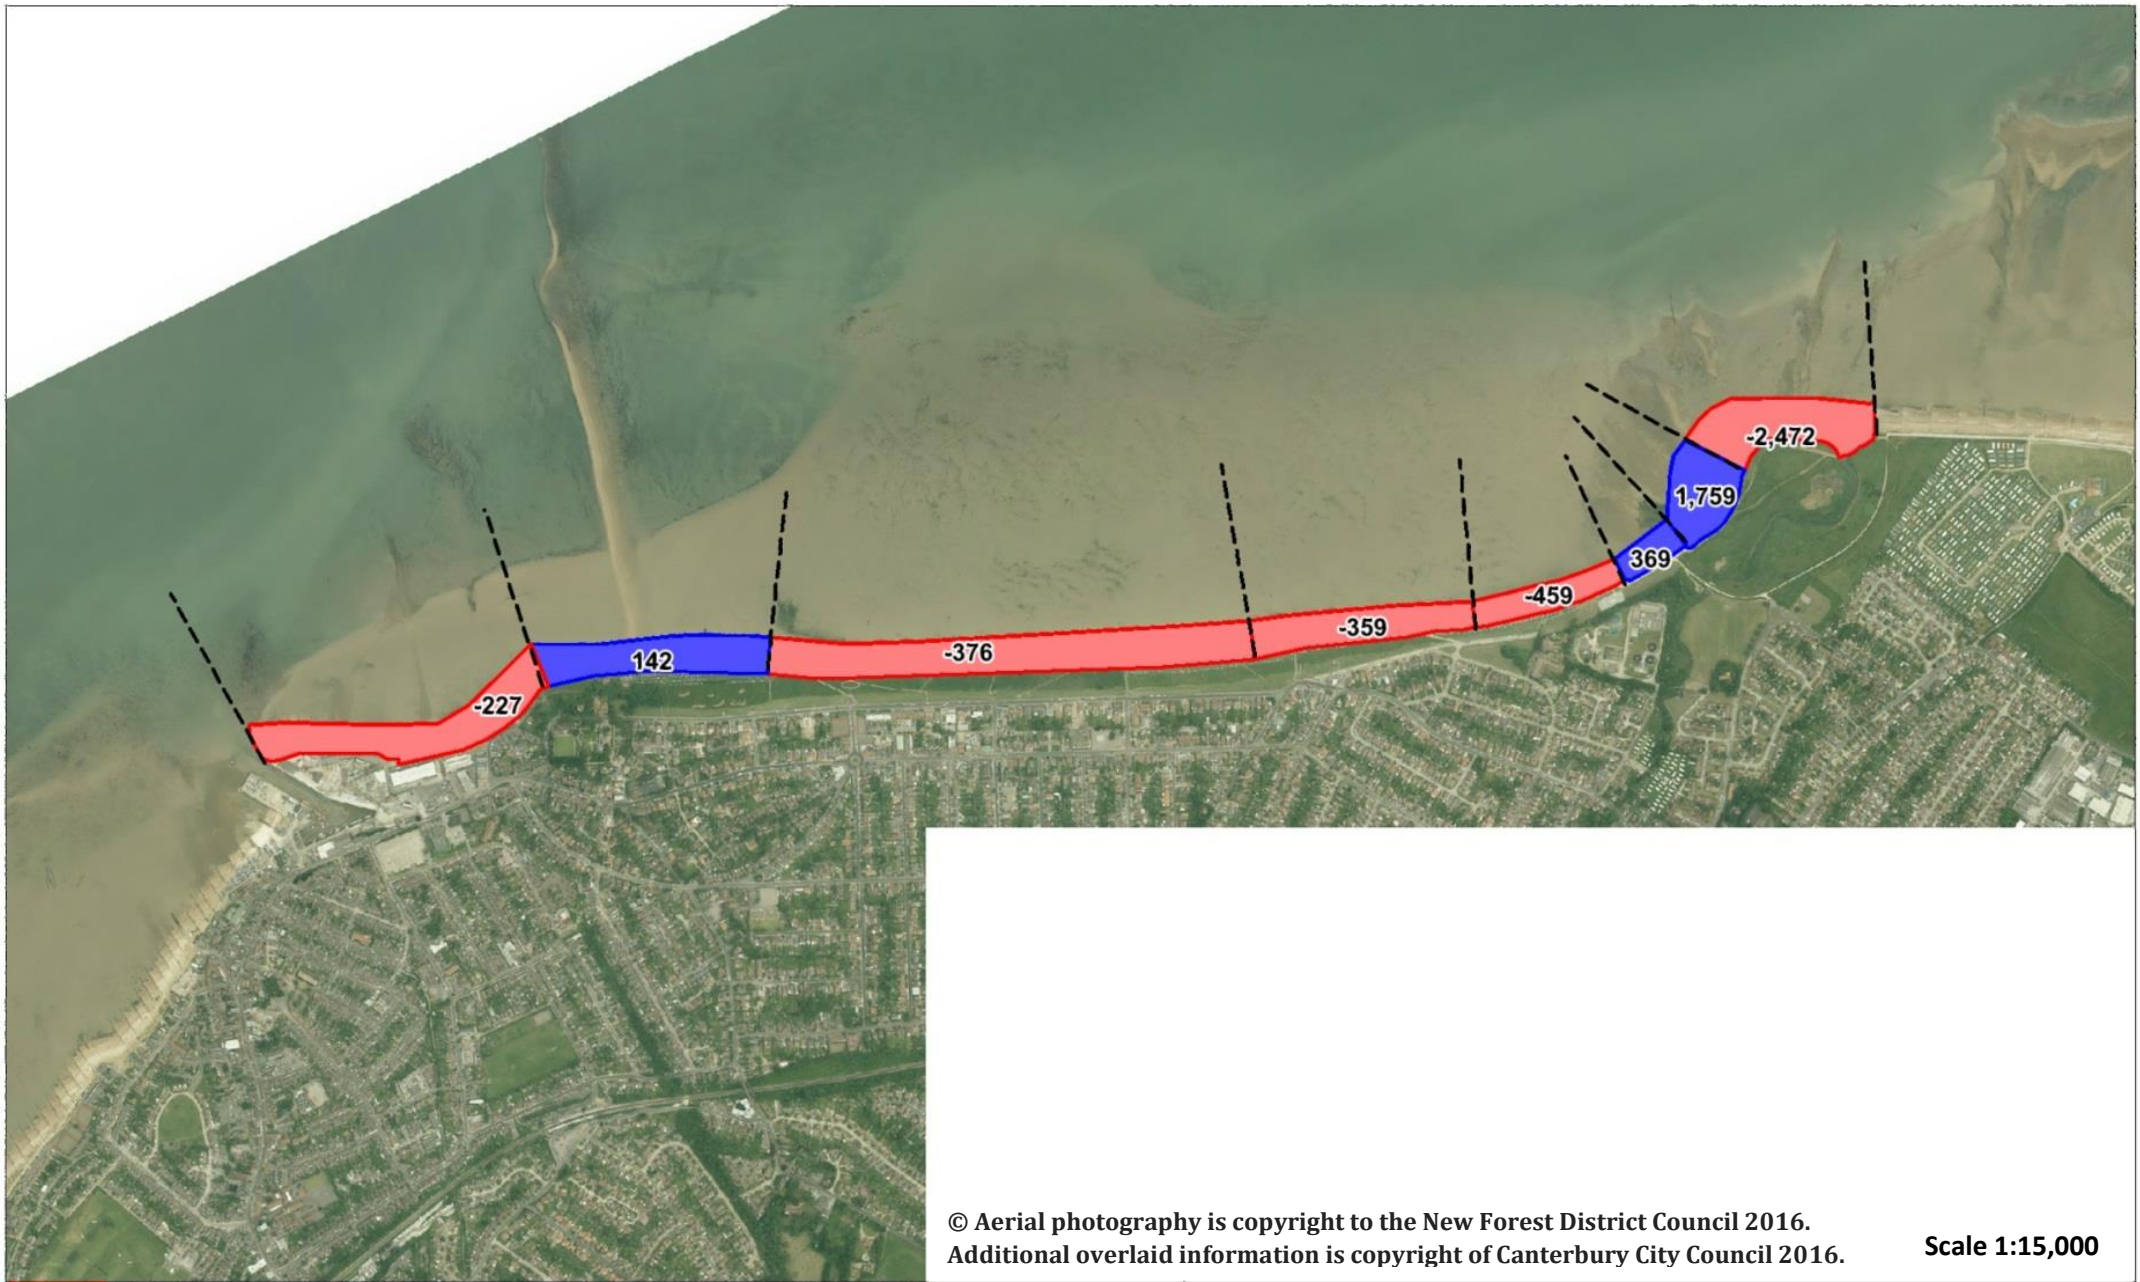 -2,472
1,759
369
-459
-359
-376
142
-227
© Aerial photography is copyright to the New Forest District Council 2016.
Additional overlaid information is copyright of Canterbury City Council 2016.
Scale 1:15,000